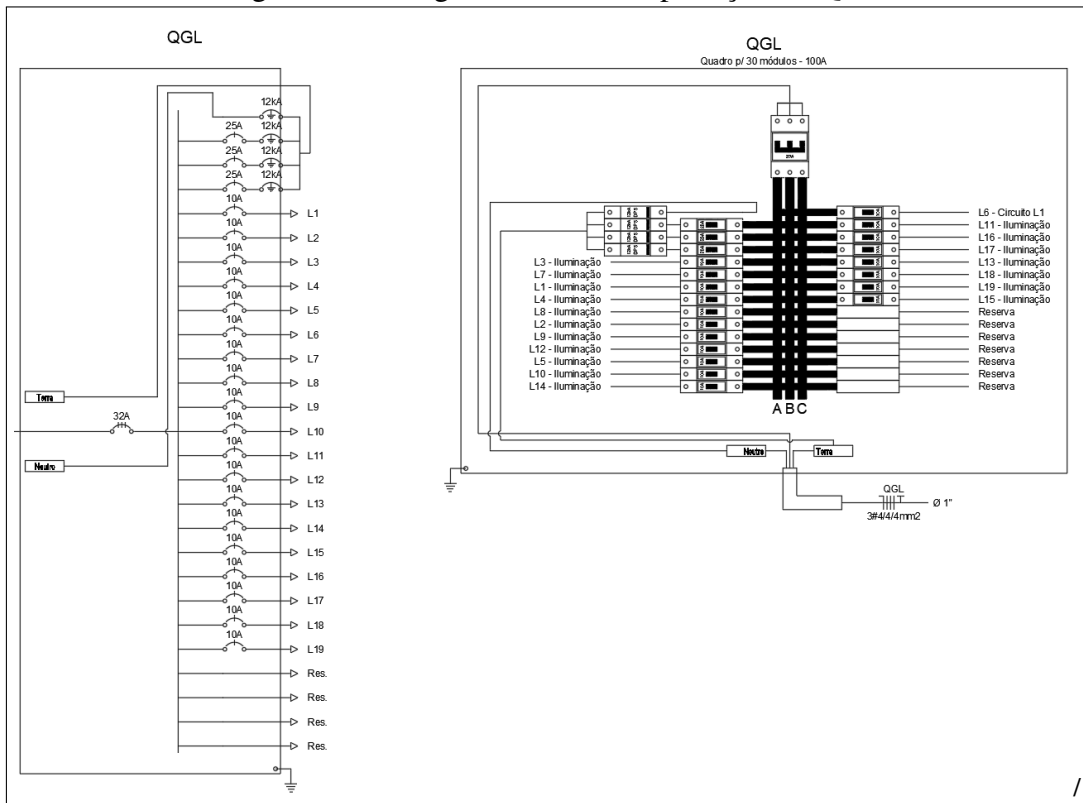 QGL
12kA
25A 12kA
25A 12kA
25A 12kA
10A
L1
10A
L2
10A
L3
10A
L4
10A
L5
10A
L6
10A
L7
10A
L8
10A
L9
Terra
32A
10A
L10
10A
L11
Neutro
10A
L12
10A
L13
10A
L14
10A
L15
10A
L16
10A
L17
10A
L18
10A
L19
Res.
Res.
Res.
Res.
QGL
Quadro p/ 30 módulos - 100A
L3 - Iluminação
L7 - Iluminação
L1 - Iluminação
L4 - Iluminação
L8 - Iluminação
L2 - Iluminação
L9 - Iluminação
L12 - Iluminação
L5 - Iluminação
L10 - Iluminação
L14 - Iluminação
L6 - Circuito L1
L11 - Iluminação
L16 - Iluminação
L17 - Iluminação
L13 - Iluminação
L18 - Iluminação
L19 - Iluminação
L15 - Iluminação
Reserva
Reserva
Reserva
Reserva
Reserva
Reserva
Reserva
A B C
Neutro
Terra
QGL
Ø 1"
3#4/4/4mm2
/